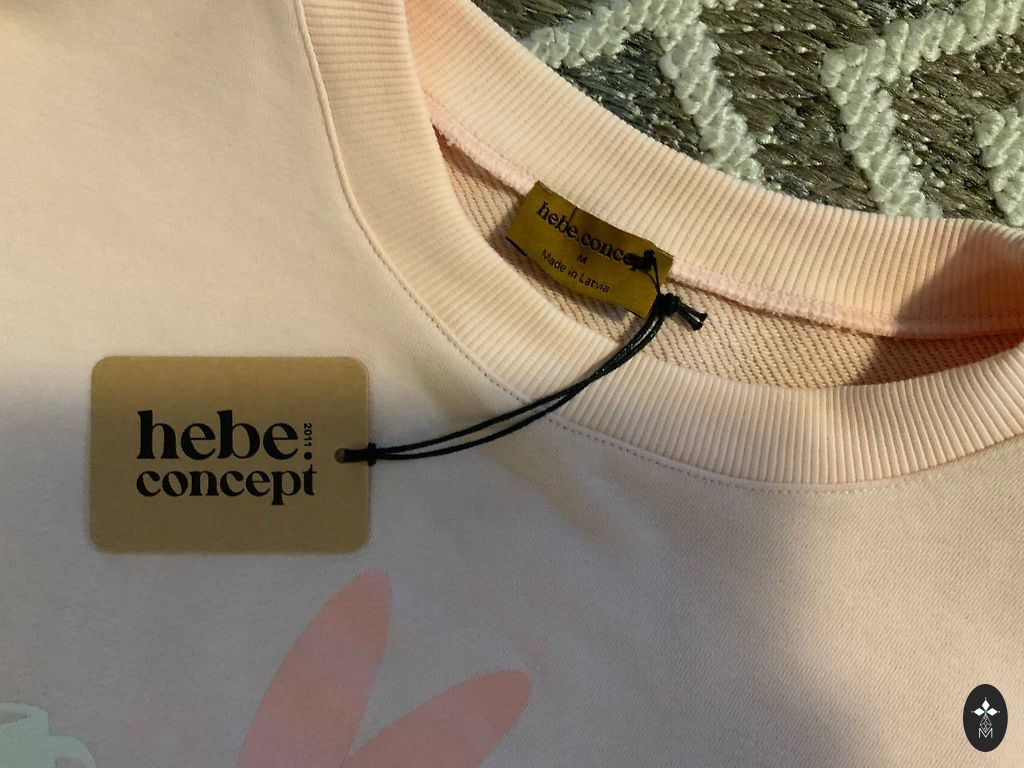 hebe.concept
M
Made in Latvia
hebe.
2011
concept
M